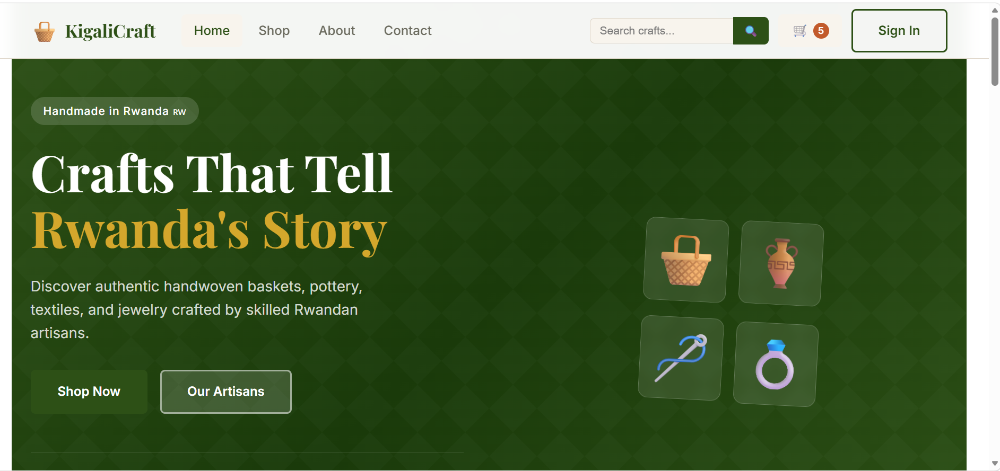 KigaliCraft
Home
Shop
About
Contact
Search crafts...
5
Sign In
Handmade in Rwanda RW
Crafts That Tell
Rwanda's Story
Discover authentic handwoven baskets, pottery,
textiles, and jewelry crafted by skilled Rwandan
artisans.
Shop Now
Our Artisans